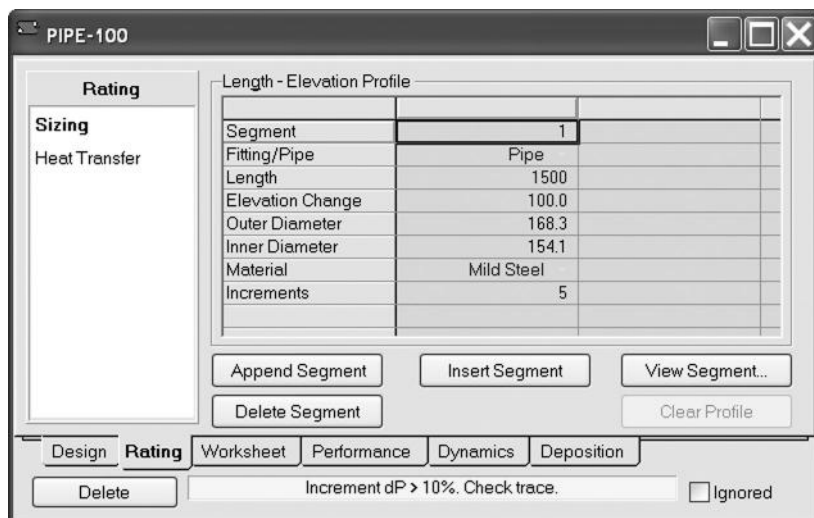 PIPE-100
Rating
Sizing
Heat Transfer
Length - Elevation Profile
Segment 1
Fitting/Pipe Pipe
Length 1500
Elevation Change 100.0
Outer Diameter 168.3
Inner Diameter 154.1
Material Mild Steel
Increments 5
Append Segment Insert Segment View Segment...
Delete Segment Clear Profile
Design Rating Worksheet Performance Dynamics Deposition
Delete Increment dP > 10%. Check trace. Ignored